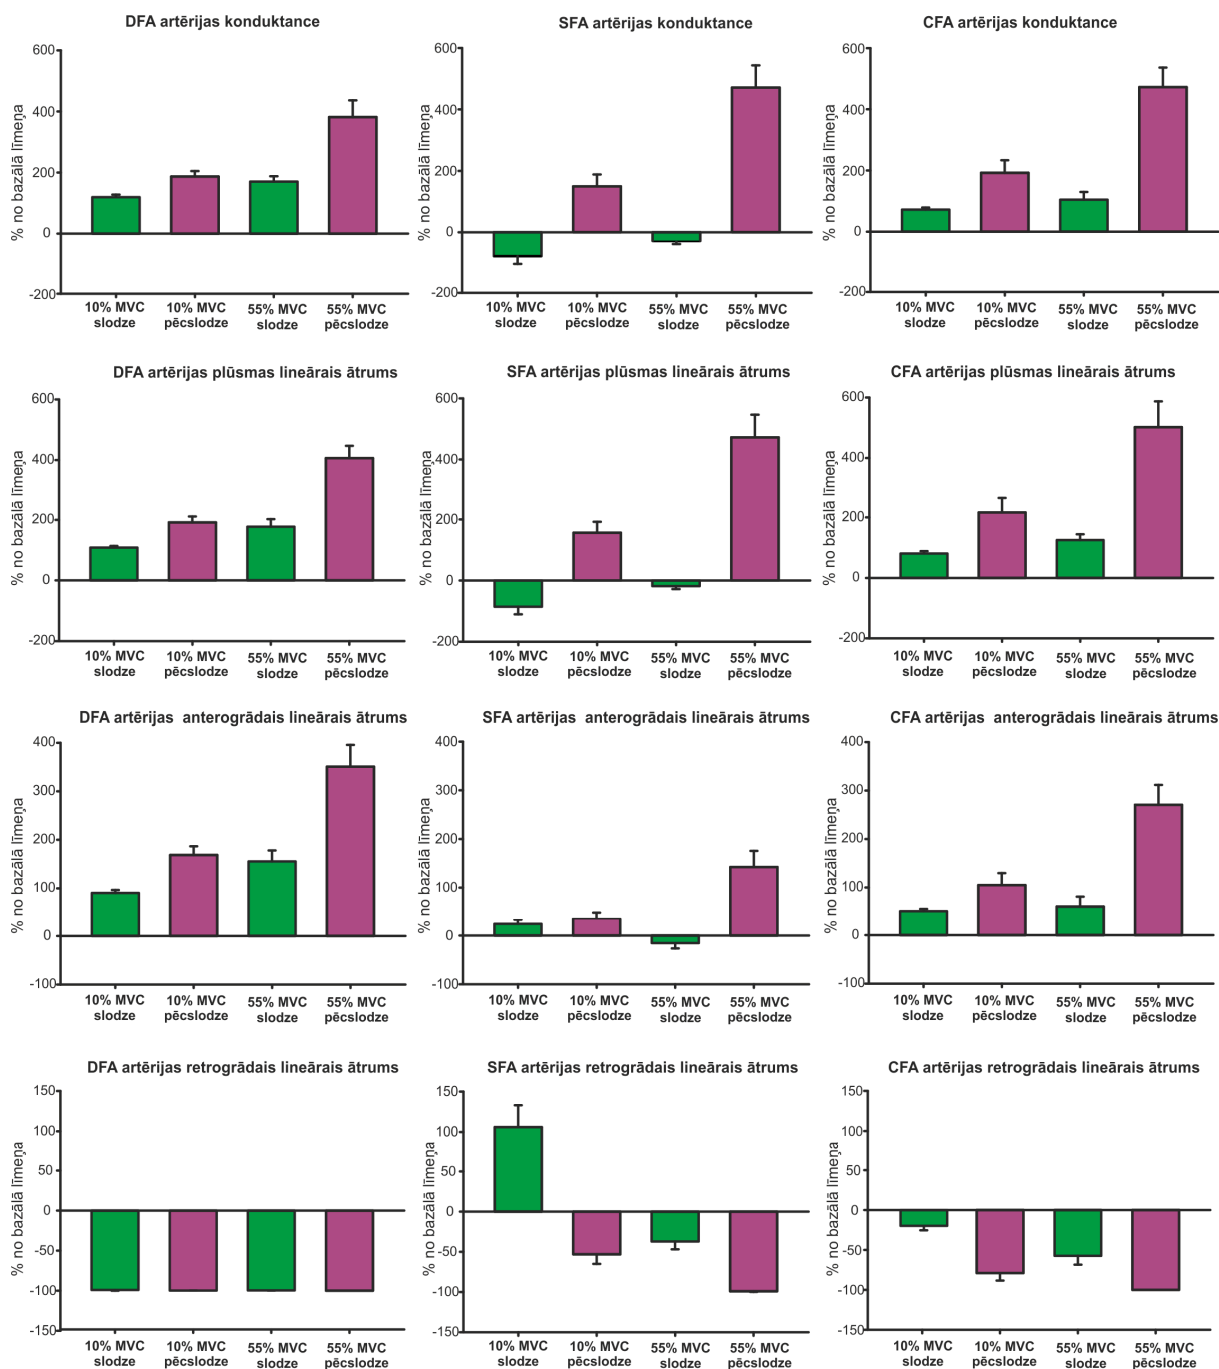 DFA artērijas konduktance
% no bazālā līmeņa
600
400
200
0
-200
10% MVC slodze
10% MVC pēcslodze
55% MVC slodze
55% MVC pēcslodze
SFA artērijas konduktance
% no bazālā līmeņa
600
400
200
0
-200
10% MVC slodze
10% MVC pēcslodze
55% MVC slodze
55% MVC pēcslodze
CFA artērijas konduktance
% no bazālā līmeņa
600
400
200
0
-200
10% MVC slodze
10% MVC pēcslodze
55% MVC slodze
55% MVC pēcslodze
DFA artērijas plūsmas lineārais ātrums
% no bazālā līmeņa
600
400
200
0
-200
10% MVC slodze
10% MVC pēcslodze
55% MVC slodze
55% MVC pēcslodze
SFA artērijas plūsmas lineārais ātrums
% no bazālā līmeņa
600
400
200
0
-200
10% MVC slodze
10% MVC pēcslodze
55% MVC slodze
55% MVC pēcslodze
CFA artērijas plūsmas lineārais ātrums
% no bazālā līmeņa
600
400
200
0
-200
10% MVC slodze
10% MVC pēcslodze
55% MVC slodze
55% MVC pēcslodze
DFA artērijas anterogrādais lineārais ātrums
% no bazālā līmeņa
400
300
200
100
0
-100
10% MVC slodze
10% MVC pēcslodze
55% MVC slodze
55% MVC pēcslodze
SFA artērijas anterogrādais lineārais ātrums
% no bazālā līmeņa
400
300
200
100
0
-100
10% MVC slodze
10% MVC pēcslodze
55% MVC slodze
55% MVC pēcslodze
CFA artērijas anterogrādais lineārais ātrums
% no bazālā līmeņa
400
300
200
100
0
-100
10% MVC slodze
10% MVC pēcslodze
55% MVC slodze
55% MVC pēcslodze
DFA artērijas retrogrādais lineārais ātrums
% no bazālā līmeņa
150
100
50
0
-50
-100
-150
10% MVC slodze
10% MVC pēcslodze
55% MVC slodze
55% MVC pēcslodze
SFA artērijas retrogrādais lineārais ātrums
% no bazālā līmeņa
150
100
50
0
-50
-100
-150
10% MVC slodze
10% MVC pēcslodze
55% MVC slodze
55% MVC pēcslodze
CFA artērijas retrogrādais lineārais ātrums
% no bazālā līmeņa
150
100
50
0
-50
-100
-150
10% MVC slodze
10% MVC pēcslodze
55% MVC slodze
55% MVC pēcslodze